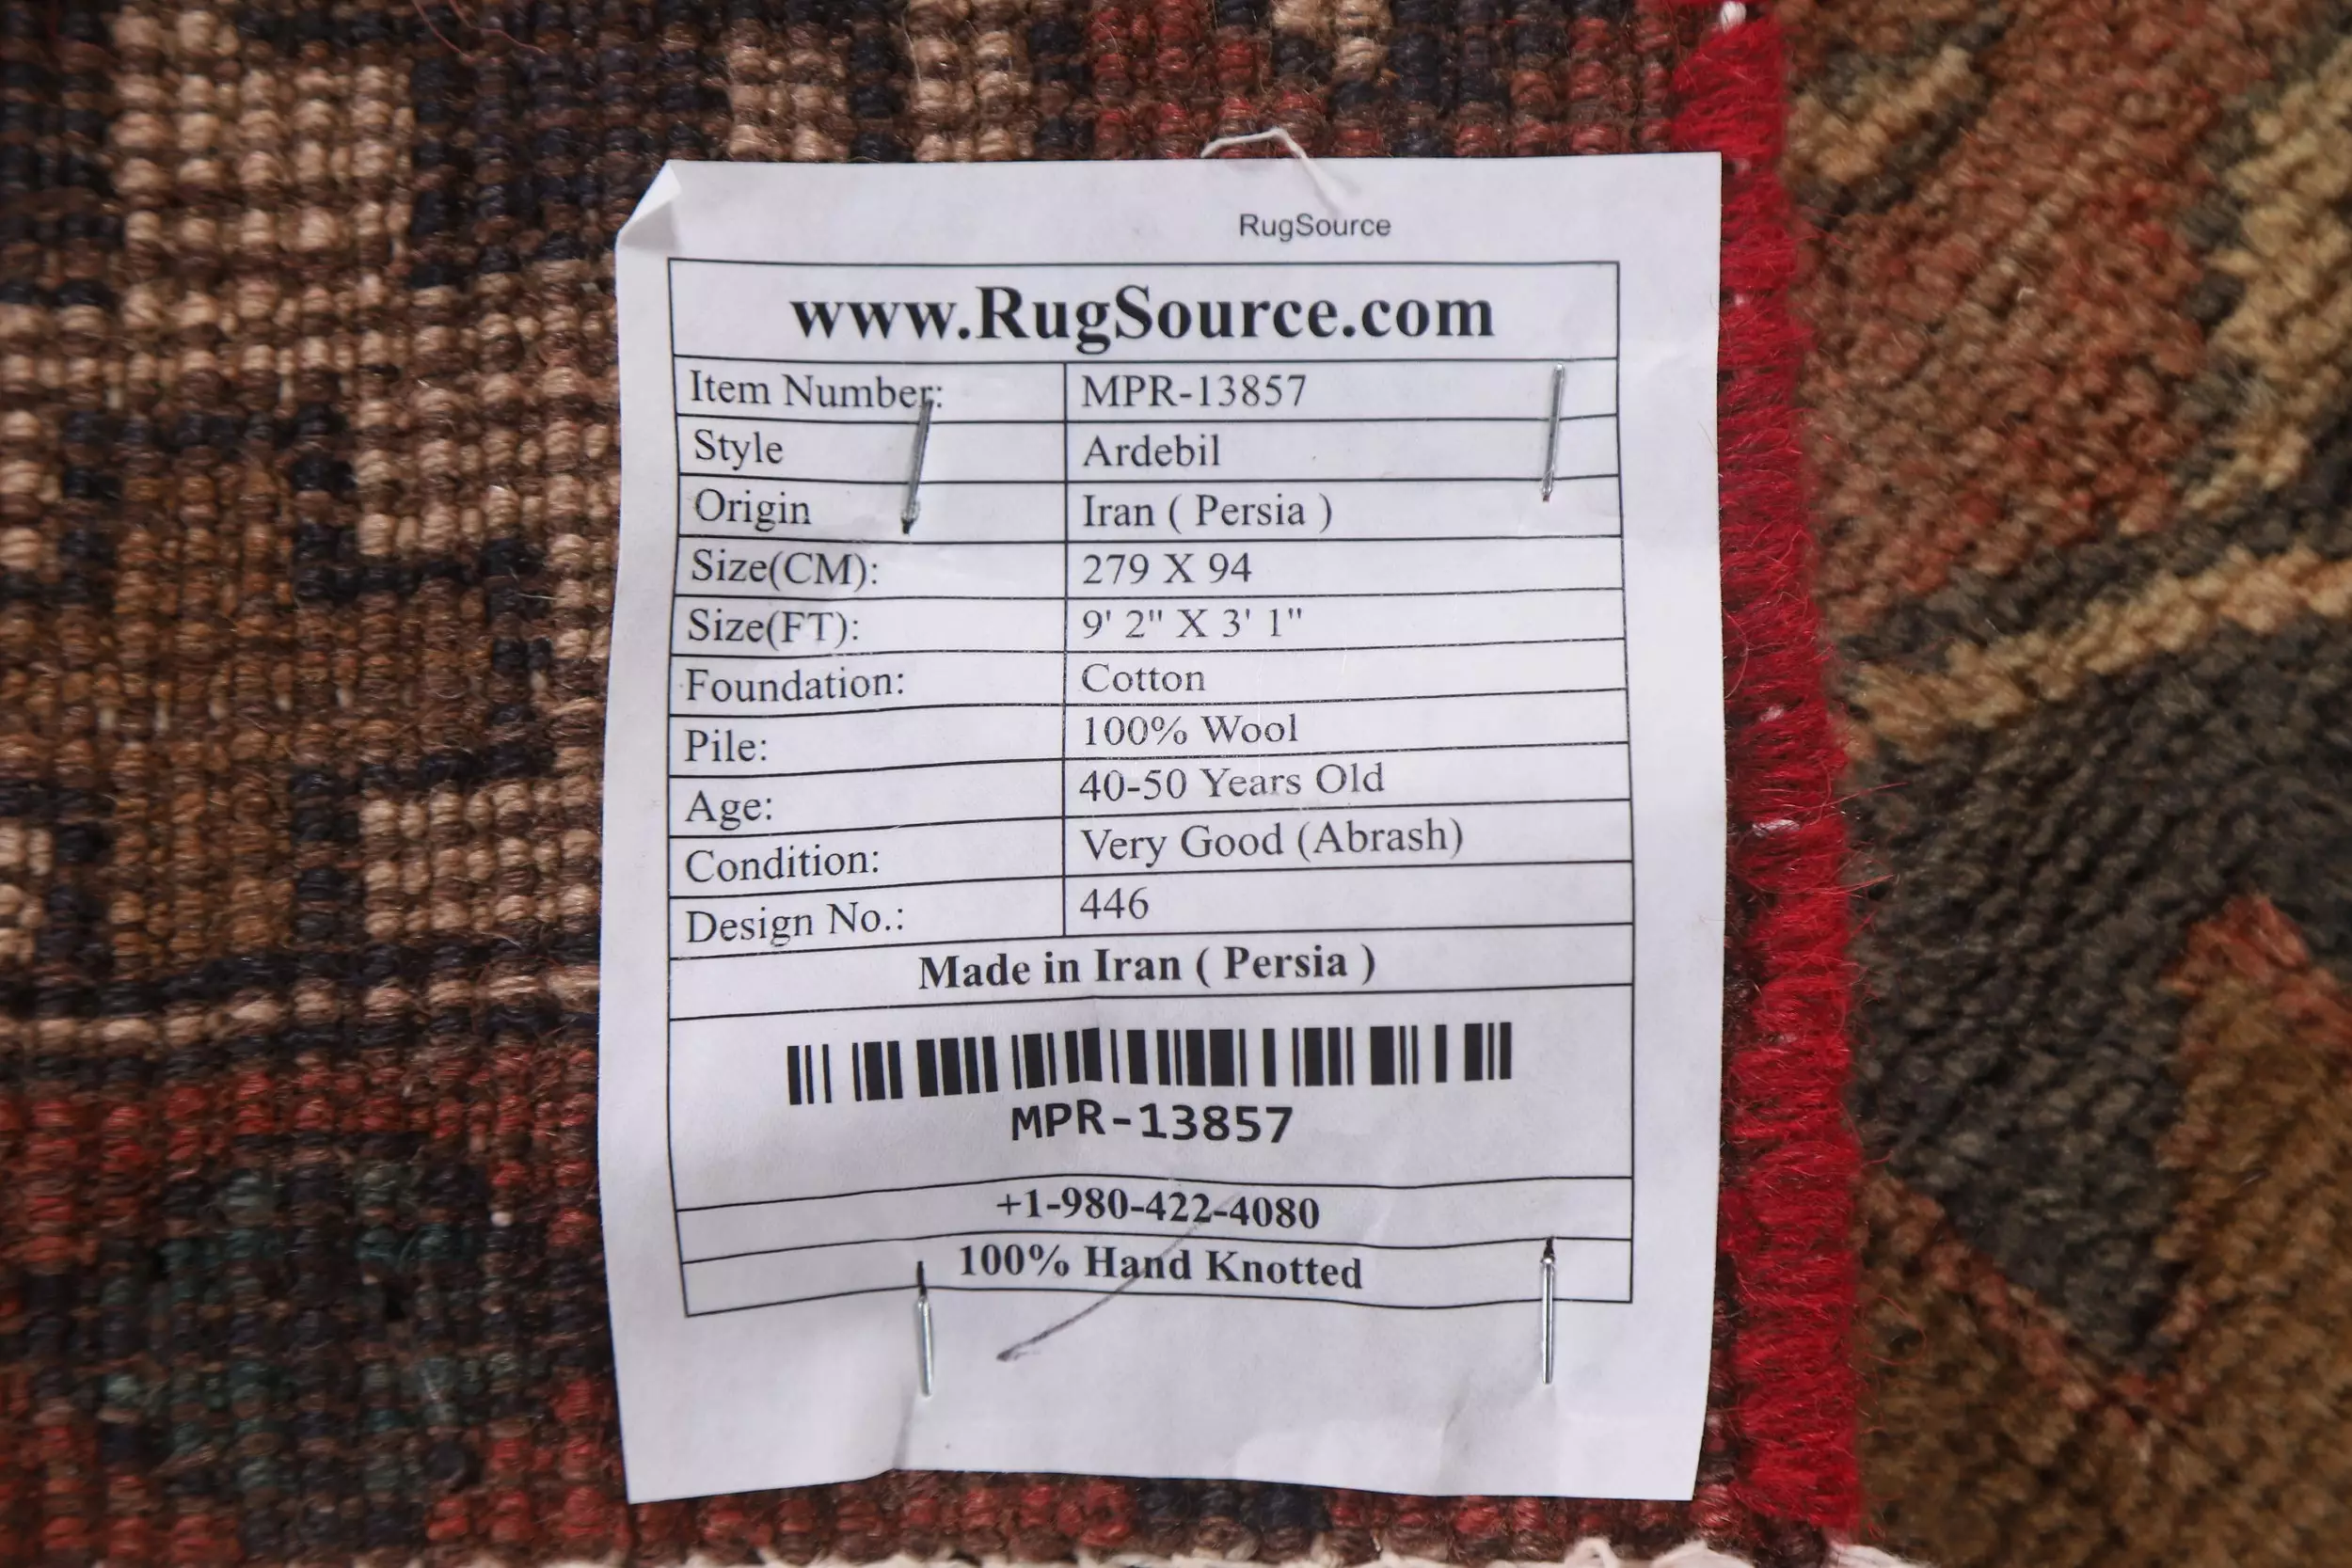 RugSource
www.RugSource.com
Item Number: MPR-13857
Style Ardebil
Origin Iran ( Persia )
Size(CM): 279 X 94
Size(FT): 9' 2" X 3' 1"
Foundation: Cotton
Pile: 100% Wool
Age: 40-50 Years Old
Condition: Very Good (Abrash)
Design No.: 446
Made in Iran ( Persia )
MPR-13857
+1-980-422-4080
100% Hand Knotted